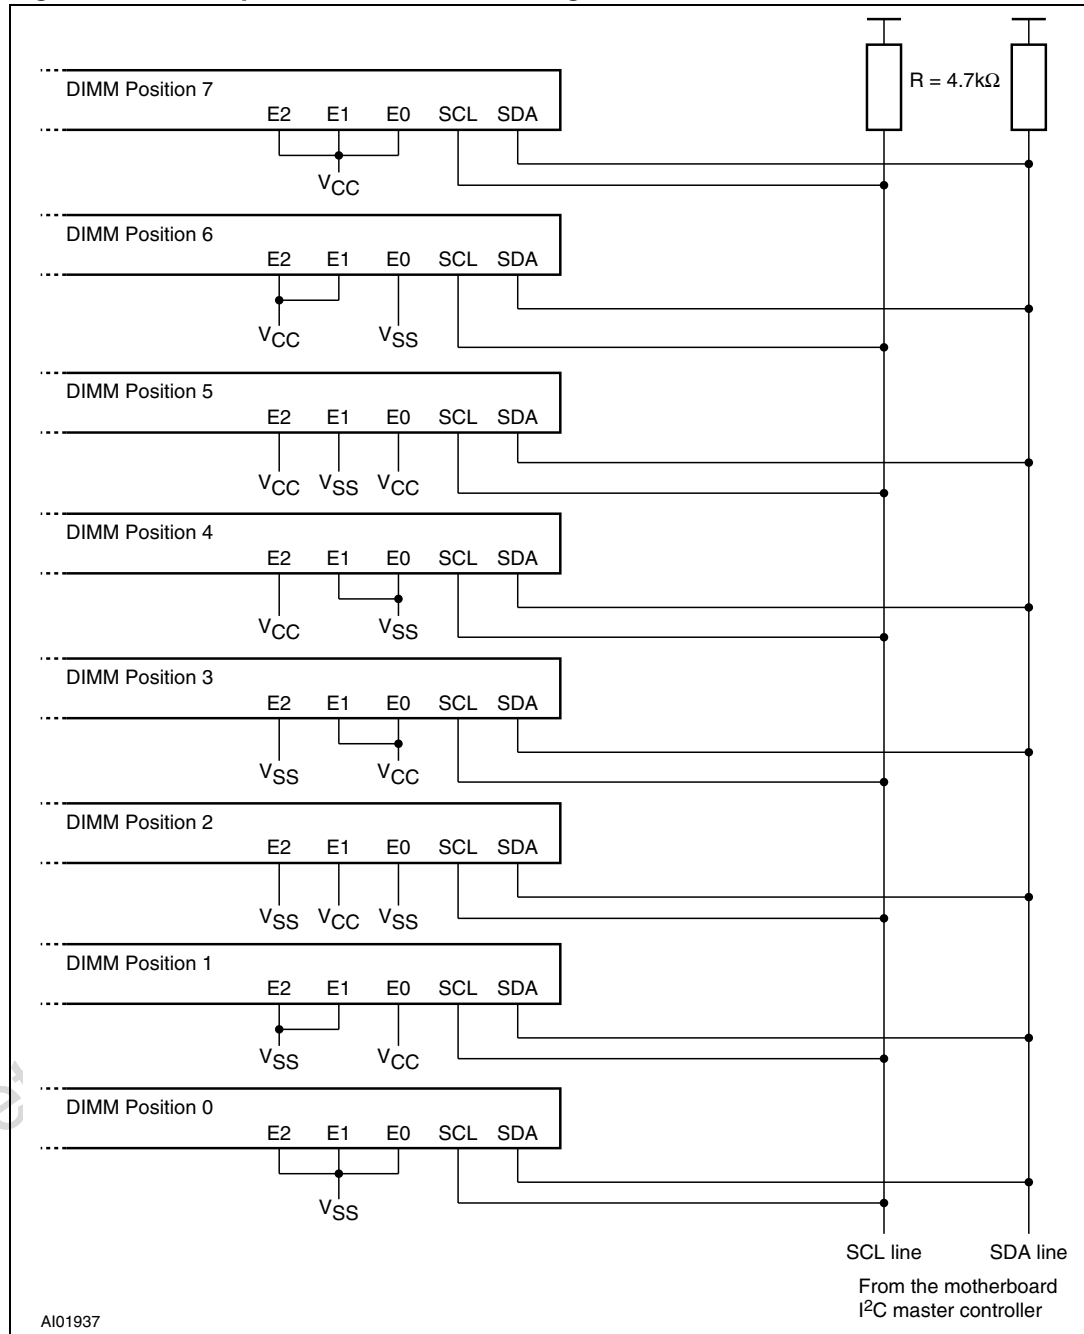 R = 4.7kΩ
DIMM Position 7
E2 E1 E0 SCL SDA
VCC
DIMM Position 6
E2 E1 E0 SCL SDA
VCC VSS
DIMM Position 5
E2 E1 E0 SCL SDA
VCC VSS VCC
DIMM Position 4
E2 E1 E0 SCL SDA
VCC VSS
DIMM Position 3
E2 E1 E0 SCL SDA
VSS VCC
DIMM Position 2
E2 E1 E0 SCL SDA
VSS VCC VSS
DIMM Position 1
E2 E1 E0 SCL SDA
VSS VCC
DIMM Position 0
E2 E1 E0 SCL SDA
VSS
SCL line SDA line
From the motherboard
I2C master controller
AI01937